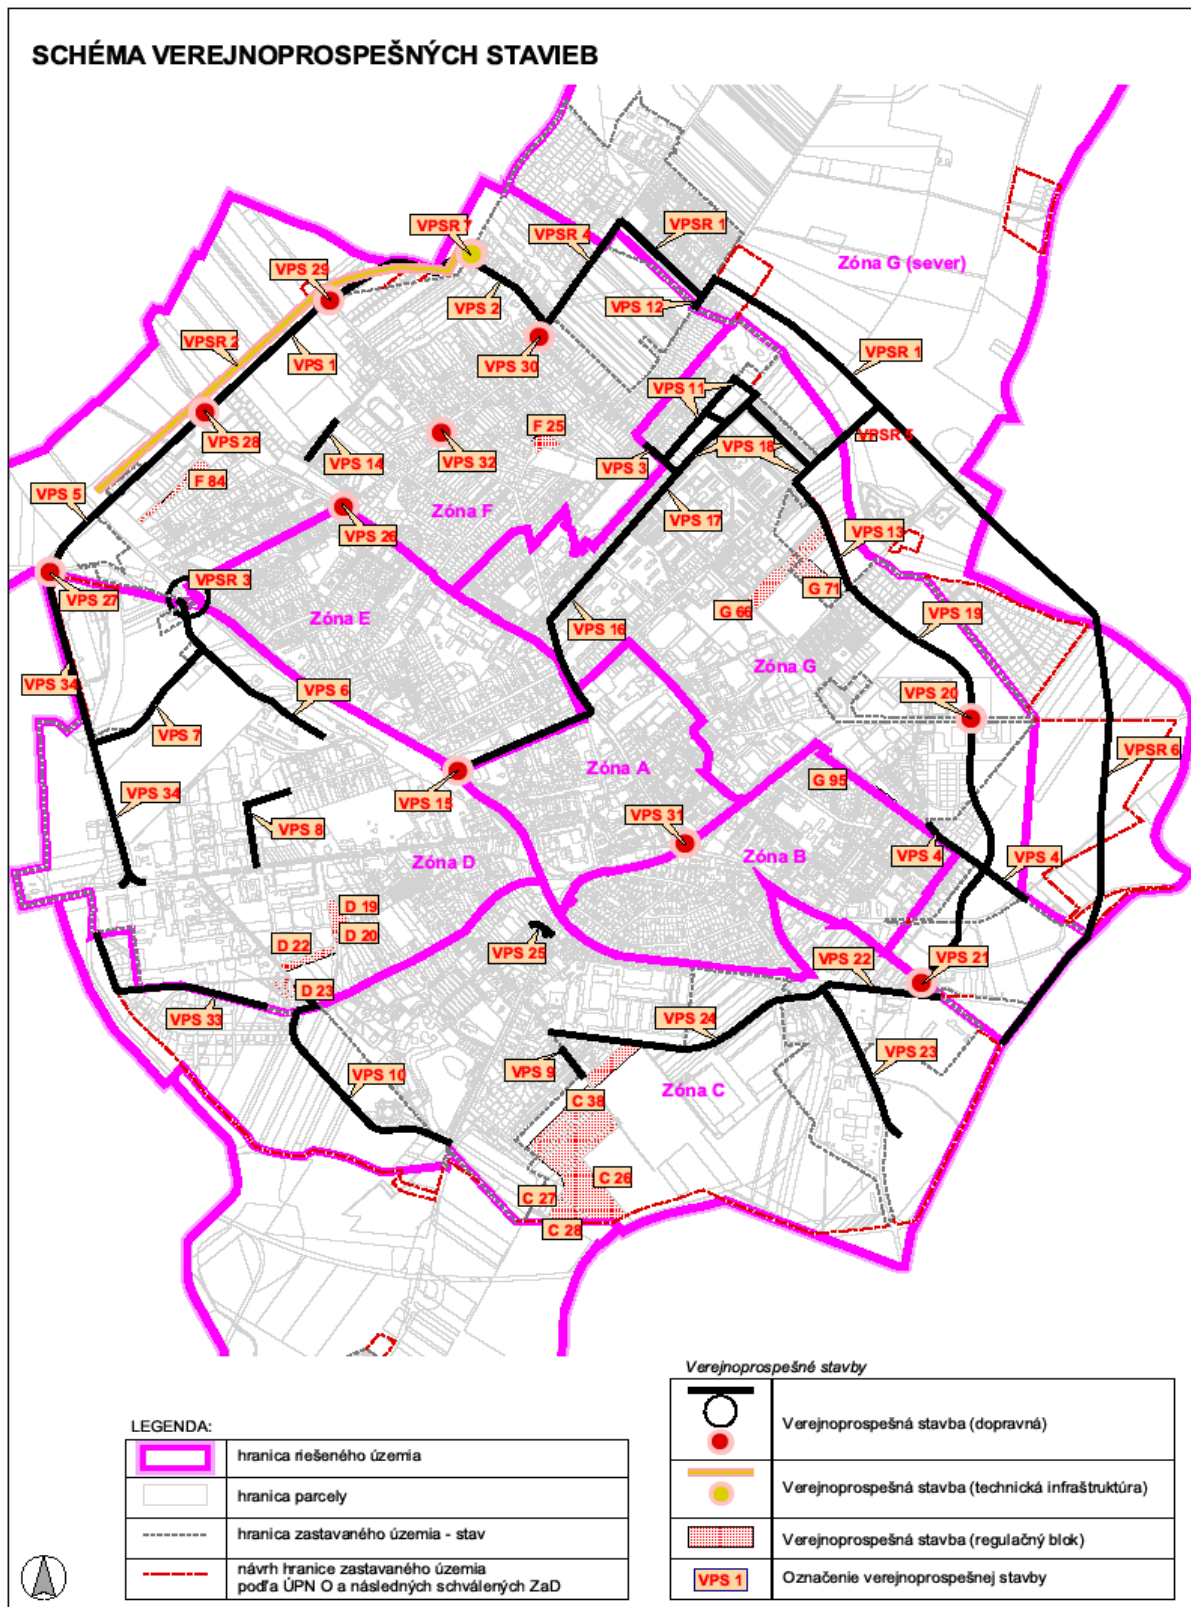 SCHÉMA VEREJNOPROSPEŠNÝCH STAVIEB
VPSR 7
VPSR 4
VPSR 1
Zóna G (sever)
VPS 29
VPS 2
VPS 12
VPSR 2
VPS 1
VPS 30
VPSR 1
VPS 11
VPS 28
F 25
VPS 18
VPSR 5
VPS 14
VPS 32
VPS 3
F 84
VPS 5
Zóna F
VPS 26
VPS 17
VPS 13
VPSR 3
VPS 27
G 71
G 66
Zóna E
VPS 16
VPS 19
Zóna G
VPS 34
VPS 6
VPS 20
VPS 7
VPSR 6
Zóna A
G 95
VPS 34
VPS 15
VPS 31
VPS 8
Zóna D
Zóna B
VPS 4
VPS 4
D 19
D 20
D 22
VPS 25
VPS 22
VPS 21
D 23
VPS 33
VPS 24
VPS 23
VPS 9
VPS 10
C 38
Zóna C
C 26
C 27
C 28
Verejnoprospešné stavby
LEGENDA:
hranica riešeného územia
hranica parcely
hranica zastavaného územia - stav
návrh hranice zastavaného územia
podľa ÚPN O a následných schválených ZaD
Verejnoprospešná stavba (dopravná)
Verejnoprospešná stavba (technická infraštruktúra)
Verejnoprospešná stavba (regulačný blok)
VPS 1
Označenie verejnoprospešnej stavby